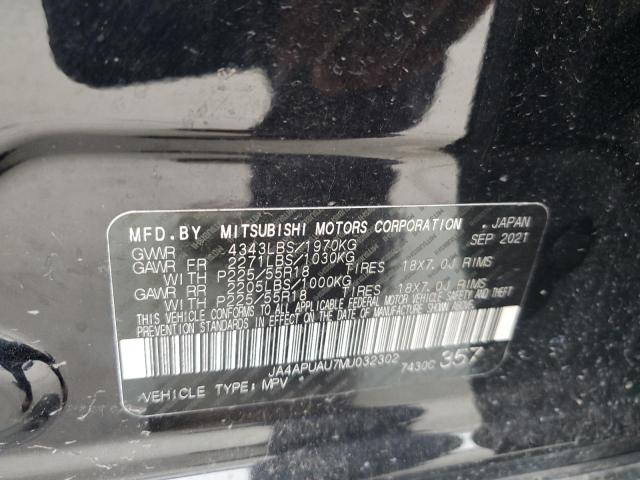 MFD.BY MITSUBISHI MOTORS CORPORATION . JAPAN
GVWR 4343LBS/1970KG SEP 2021
GAWR FR 2271LBS/1030KG
WITH P225/55R18 TIRES 18X7.0J RIMS
GAWR RR 2205LBS/1000KG
WITH P225/55R18 TIRES 18X7.0J RIMS
THIS VEHICLE CONFORMS TO ALL APPLICABLE FEDERAL MOTOR VEHICLE SAFETY AND THEFT
PREVENTION STANDARDS IN EFFECT ON THE DATE OF MANUFACTURE SHOWN ABOVE.
JA4APUAU7MU032302 7430C 357
VEHICLE TYPE: MPV